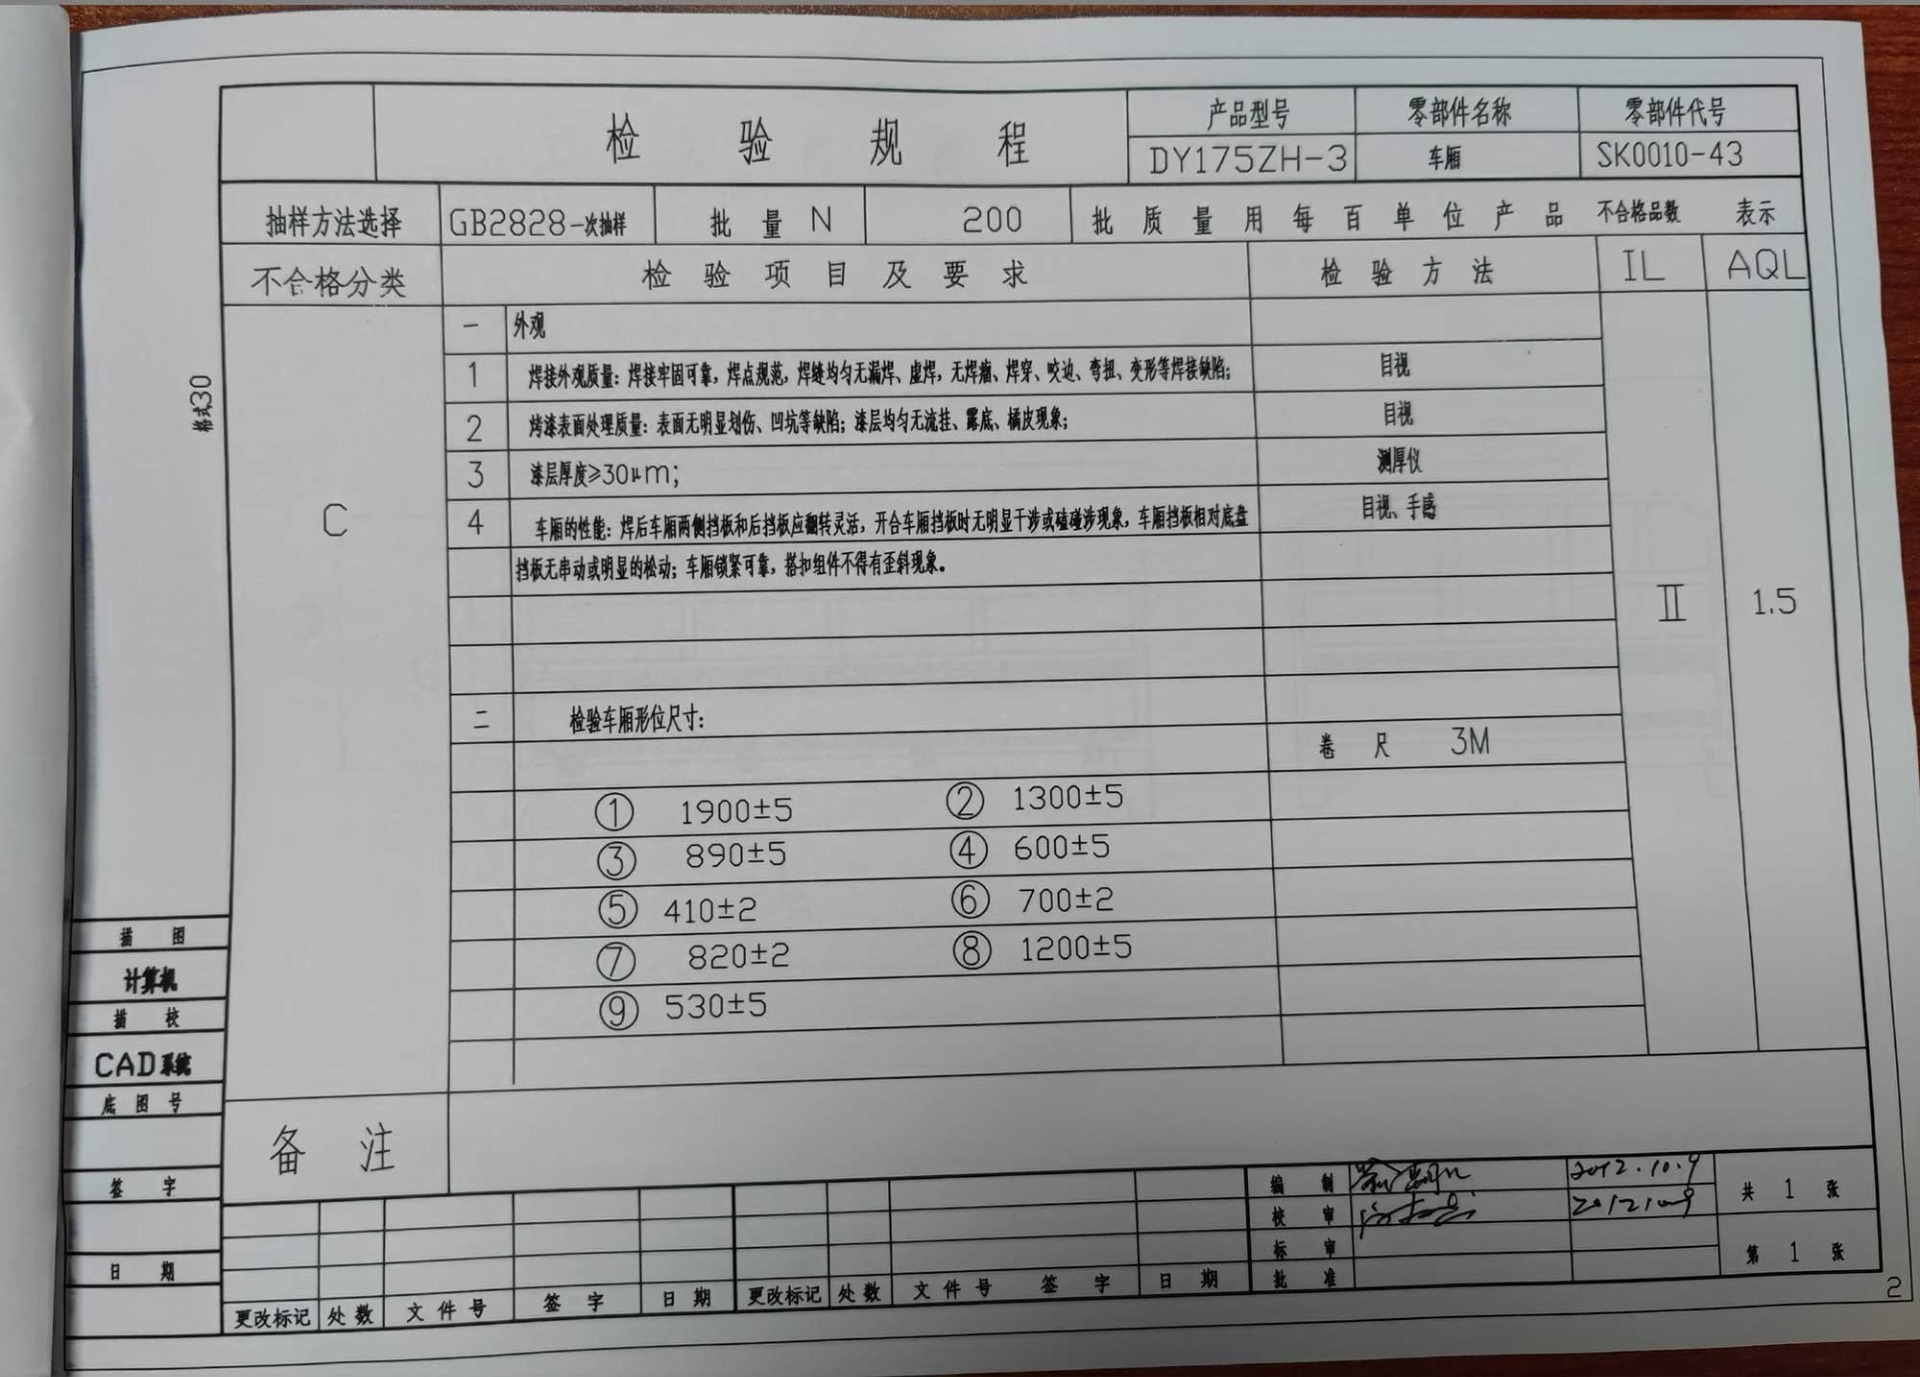 检验规程 产品型号 零部件名称 零部件代号
DY175ZH-3 车厢 SK0010-43
抽样方法选择 GB2828一次抽样 批量N 200 批质量用每百单位产品 不合格品数 表示
不合格分类 检验项目及要求 检验方法 IL AQL
一 外观
1 焊接外观质量：焊接牢固可靠，焊点规范，焊缝均匀无漏焊、虚焊，无焊瘤、焊穿、咬边、弯扭、变形等焊接缺陷； 目视
2 烤漆表面处理质量：表面无明显划伤、凹坑等缺陷；漆层均匀无流挂、露底、橘皮现象； 目视
3 漆层厚度≥30μm； 测厚仪
C
4 车厢的性能：焊后车厢两侧挡板和后挡板应翻转灵活，开合车厢挡板时无明显干涉或磕碰涉现象，车厢挡板相对底盘 目视、手感
挡板无串动或明显的松动；车厢锁紧可靠，搭扣组件不得有歪斜现象。
II 1.5
二 检验车厢形位尺寸：
卷尺 3M
① 1900±5 ② 1300±5
③ 890±5 ④ 600±5
⑤ 410±2 ⑥ 700±2
⑦ 820±2 ⑧ 1200±5
⑨ 530±5
备注
格式30
描图
计算机
描校
CAD系统
底图号
签字
日期
编制 2012.10.9 共1张
校审 20121009
标审
批准 第1张
更改标记 处数 文件号 签字 日期 更改标记 处数 文件号 签字 日期
2